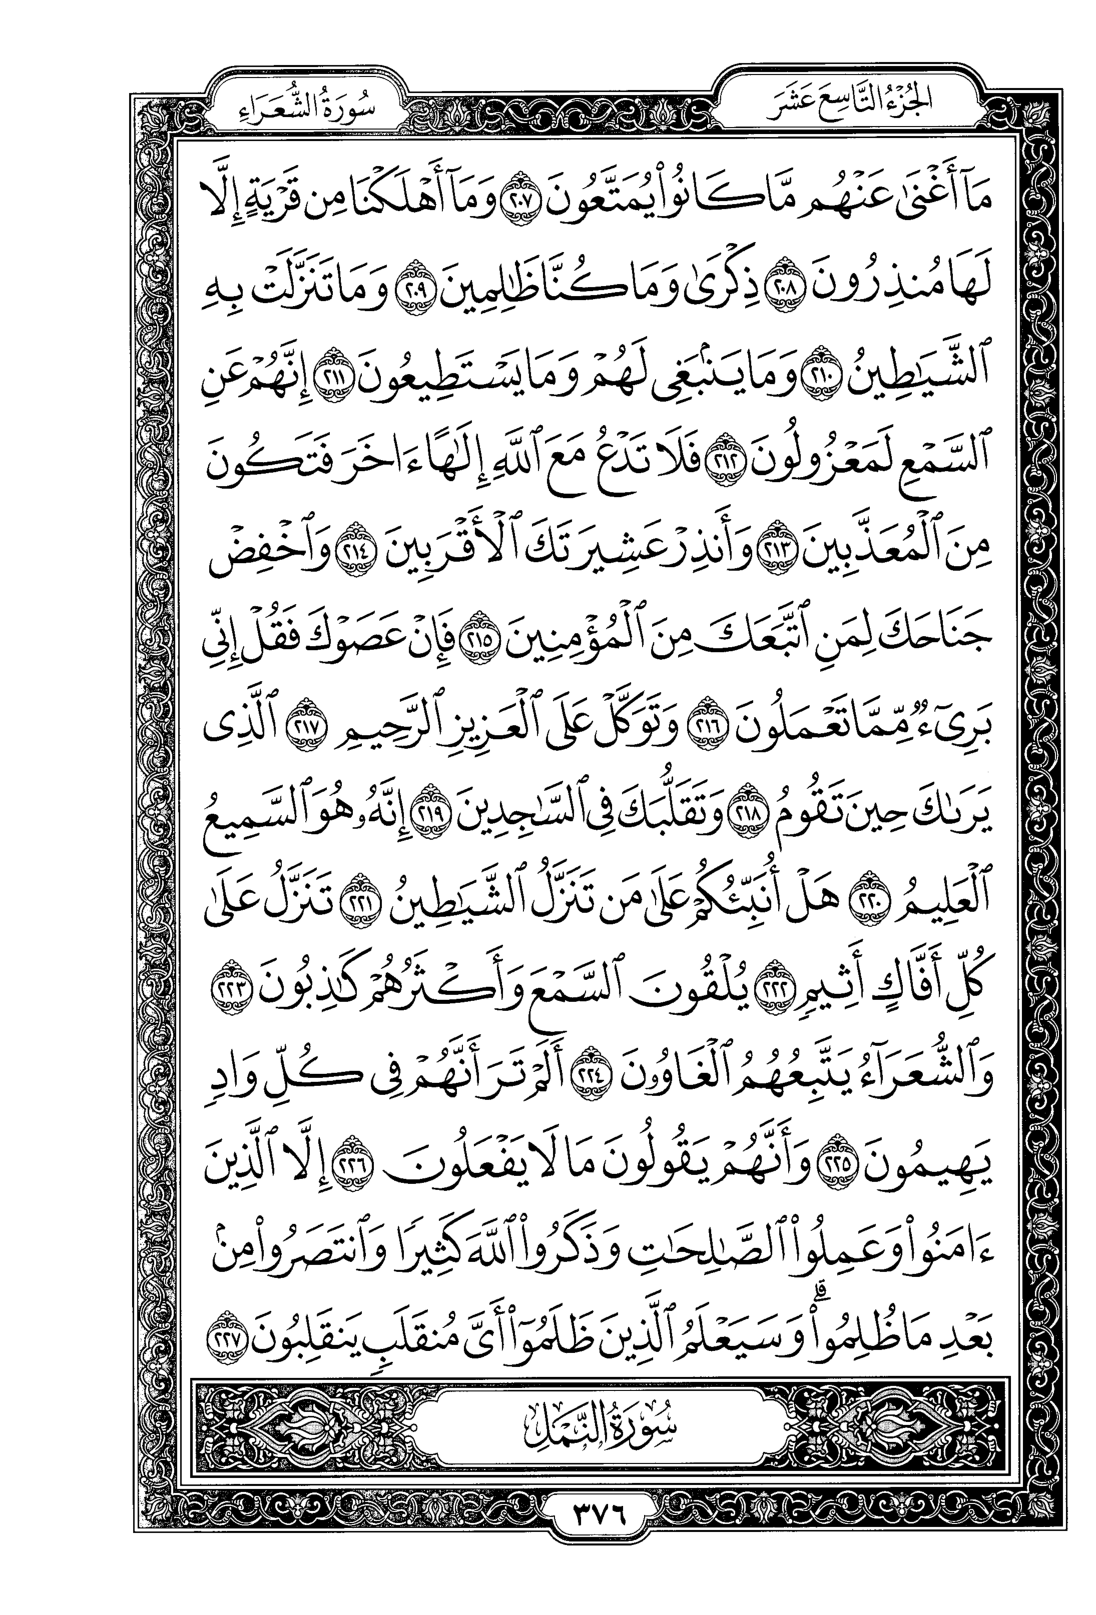 الجُزْءُ التَّاسِعَ عَشَرَ
سُورَةُ الشُّعَرَاءِ
مَآ أَغْنَىٰ عَنْهُم مَّا كَانُوا۟ يُمَتَّعُونَ ٢٠٧ وَمَآ أَهْلَكْنَا مِن قَرْيَةٍ إِلَّا
لَهَا مُنذِرُونَ ٢٠٨ ذِكْرَىٰ وَمَا كُنَّا ظَـٰلِمِينَ ٢٠٩ وَمَا تَنَزَّلَتْ بِهِ
ٱلشَّيَـٰطِينُ ٢١٠ وَمَا يَنۢبَغِى لَهُمْ وَمَا يَسْتَطِيعُونَ ٢١١ إِنَّهُمْ عَنِ
ٱلسَّمْعِ لَمَعْزُولُونَ ٢١٢ فَلَا تَدْعُ مَعَ ٱللَّهِ إِلَـٰهًا ءَاخَرَ فَتَكُونَ
مِنَ ٱلْمُعَذَّبِينَ ٢١٣ وَأَنذِرْ عَشِيرَتَكَ ٱلْأَقْرَبِينَ ٢١٤ وَٱخْفِضْ
جَنَاحَكَ لِمَنِ ٱتَّبَعَكَ مِنَ ٱلْمُؤْمِنِينَ ٢١٥ فَإِنْ عَصَوْكَ فَقُلْ إِنِّى
بَرِىٓءٌ مِّمَّا تَعْمَلُونَ ٢١٦ وَتَوَكَّلْ عَلَى ٱلْعَزِيزِ ٱلرَّحِيمِ ٢١٧ ٱلَّذِى
يَرَىٰكَ حِينَ تَقُومُ ٢١٨ وَتَقَلُّبَكَ فِى ٱلسَّـٰجِدِينَ ٢١٩ إِنَّهُۥ هُوَ ٱلسَّمِيعُ
ٱلْعَلِيمُ ٢٢٠ هَلْ أُنَبِّئُكُمْ عَلَىٰ مَن تَنَزَّلُ ٱلشَّيَـٰطِينُ ٢٢١ تَنَزَّلُ عَلَىٰ
كُلِّ أَفَّاكٍ أَثِيمٍ ٢٢٢ يُلْقُونَ ٱلسَّمْعَ وَأَكْثَرُهُمْ كَـٰذِبُونَ ٢٢٣
وَٱلشُّعَرَآءُ يَتَّبِعُهُمُ ٱلْغَاوُۥنَ ٢٢٤ أَلَمْ تَرَ أَنَّهُمْ فِى كُلِّ وَادٍ
يَهِيمُونَ ٢٢٥ وَأَنَّهُمْ يَقُولُونَ مَا لَا يَفْعَلُونَ ٢٢٦ إِلَّا ٱلَّذِينَ
ءَامَنُوا۟ وَعَمِلُوا۟ ٱلصَّـٰلِحَـٰتِ وَذَكَرُوا۟ ٱللَّهَ كَثِيرًا وَٱنتَصَرُوا۟ مِنۢ
بَعْدِ مَا ظُلِمُوا۟ ۗ وَسَيَعْلَمُ ٱلَّذِينَ ظَلَمُوٓا۟ أَىَّ مُنقَلَبٍ يَنقَلِبُونَ ٢٢٧
سُورَةُ النَّمْلِ
٣٧٦